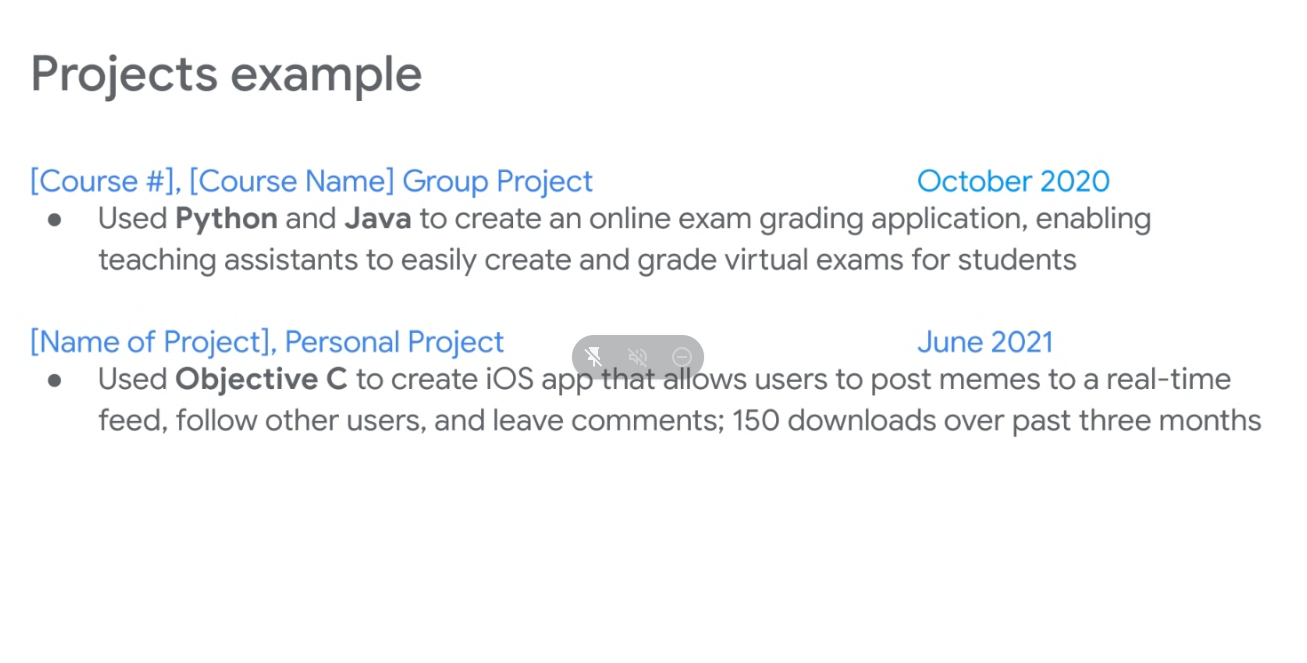 Projects example
[Course #], [Course Name] Group Project October 2020
● Used Python and Java to create an online exam grading application, enabling
teaching assistants to easily create and grade virtual exams for students
[Name of Project], Personal Project June 2021
● Used Objective C to create iOS app that allows users to post memes to a real-time
feed, follow other users, and leave comments; 150 downloads over past three months